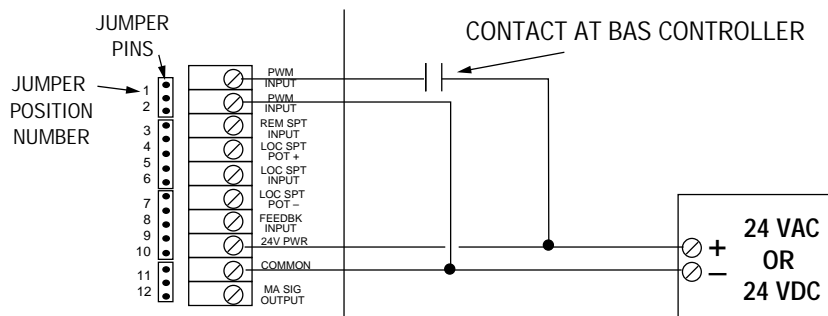 JUMPER
PINS
CONTACT AT BAS CONTROLLER
JUMPER
POSITION
NUMBER
1
2
3
4
5
6
7
8
9
10
11
12
PWM
INPUT
PWM
INPUT
REM SPT
INPUT
LOC SPT
POT +
LOC SPT
INPUT
LOC SPT
POT –
FEEDBK
INPUT
24V PWR
COMMON
MA SIG
OUTPUT
+
–
24 VAC
OR
24 VDC